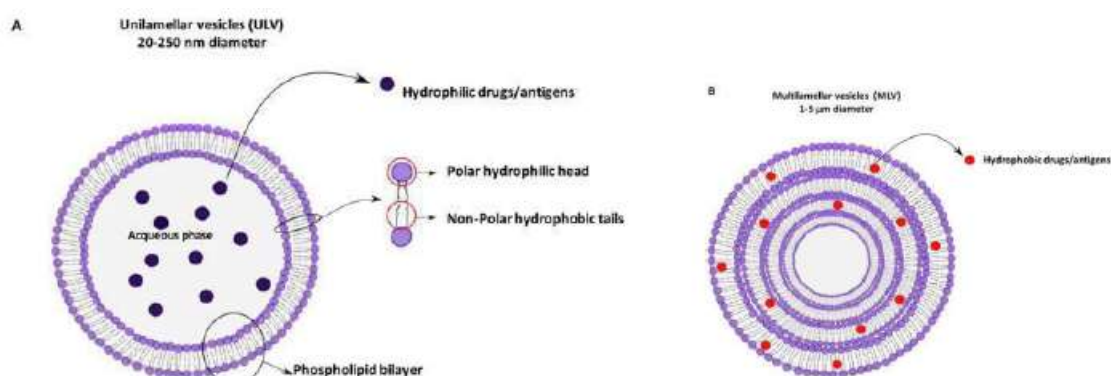 A
Unilamellar vesicles (ULV)
20-250 nm diameter
Hydrophilic drugs/antigens
Polar hydrophilic head
Non-Polar hydrophobic tails
Acqueous phase
Phospholipid bilayer
B
Multilamellar vesicles (MLV)
1-5 µm diameter
Hydrophobic drugs/antigens